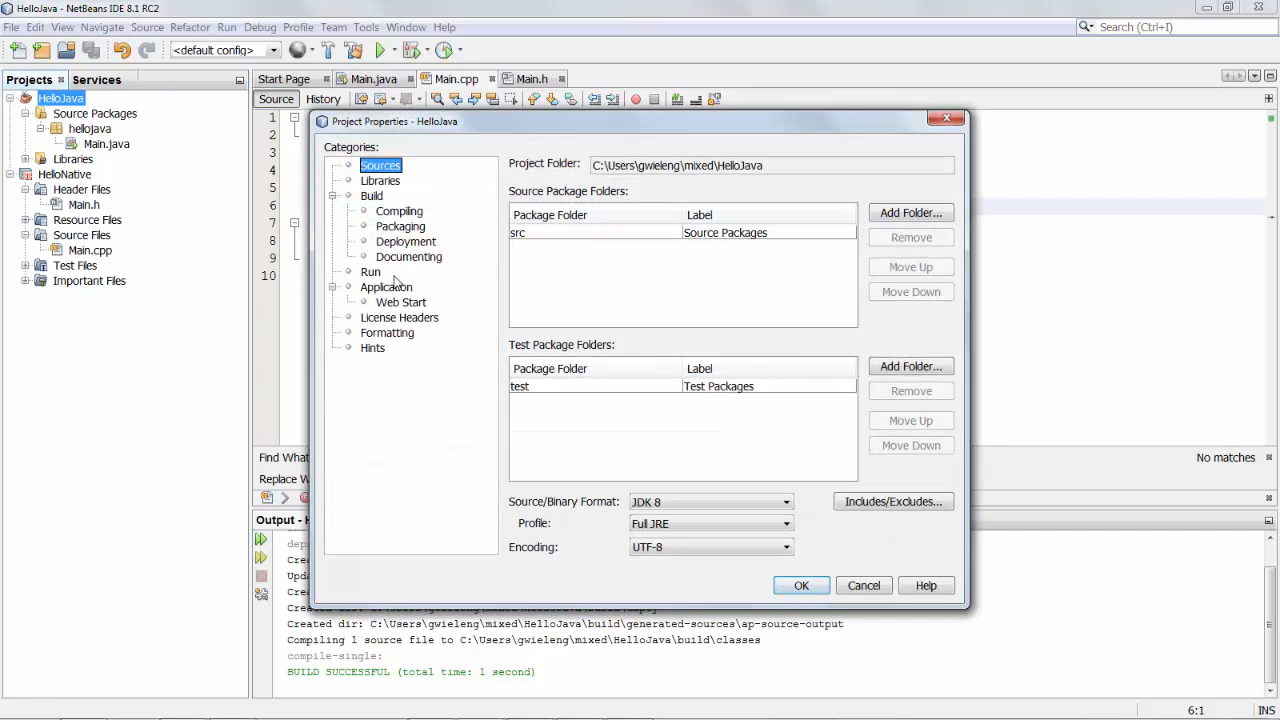 HelloJava - NetBeans IDE 8.1 RC2
File Edit View Navigate Source Refactor Run Debug Profile Team Tools Window Help
Search (Ctrl+I)
<default config>
Projects Services
Start Page Main.java Main.cpp Main.h
Source History
HelloJava
Source Packages
hellojava
Main.java
Libraries
HelloNative
Header Files
Main.h
Resource Files
Source Files
Main.cpp
Test Files
Important Files
1
2
3
4
5
6
7
8
9
10
Project Properties - HelloJava
Categories:
Sources
Libraries
Build
Compiling
Packaging
Deployment
Documenting
Run
Application
Web Start
License Headers
Formatting
Hints
Project Folder: C:\Users\gwieleng\mixed\HelloJava
Source Package Folders:
Package Folder Label
src Source Packages
Add Folder...
Remove
Move Up
Move Down
Test Package Folders:
Package Folder Label
test Test Packages
Add Folder...
Remove
Move Up
Move Down
Source/Binary Format: JDK 8
Includes/Excludes...
Profile: Full JRE
Encoding: UTF-8
OK Cancel Help
Find What
No matches
Replace W
Output - H
Created dir: C:\Users\gwieleng\mixed\HelloJava\build\generated-sources\ap-source-output
Compiling 1 source file to C:\Users\gwieleng\mixed\HelloJava\build\classes
compile-single:
BUILD SUCCESSFUL (total time: 1 second)
6:1 INS